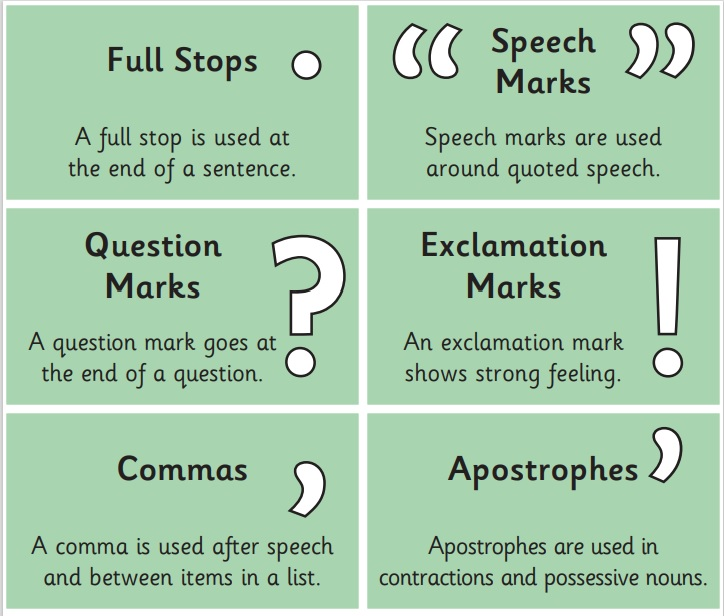 Full Stops .
A full stop is used at
the end of a sentence.
“ Speech ”
Marks
Speech marks are used
around quoted speech.
Question
Marks ?
A question mark goes at
the end of a question.
Exclamation
Marks !
An exclamation mark
shows strong feeling.
Commas ,
A comma is used after speech
and between items in a list.
Apostrophes ’
Apostrophes are used in
contractions and possessive nouns.